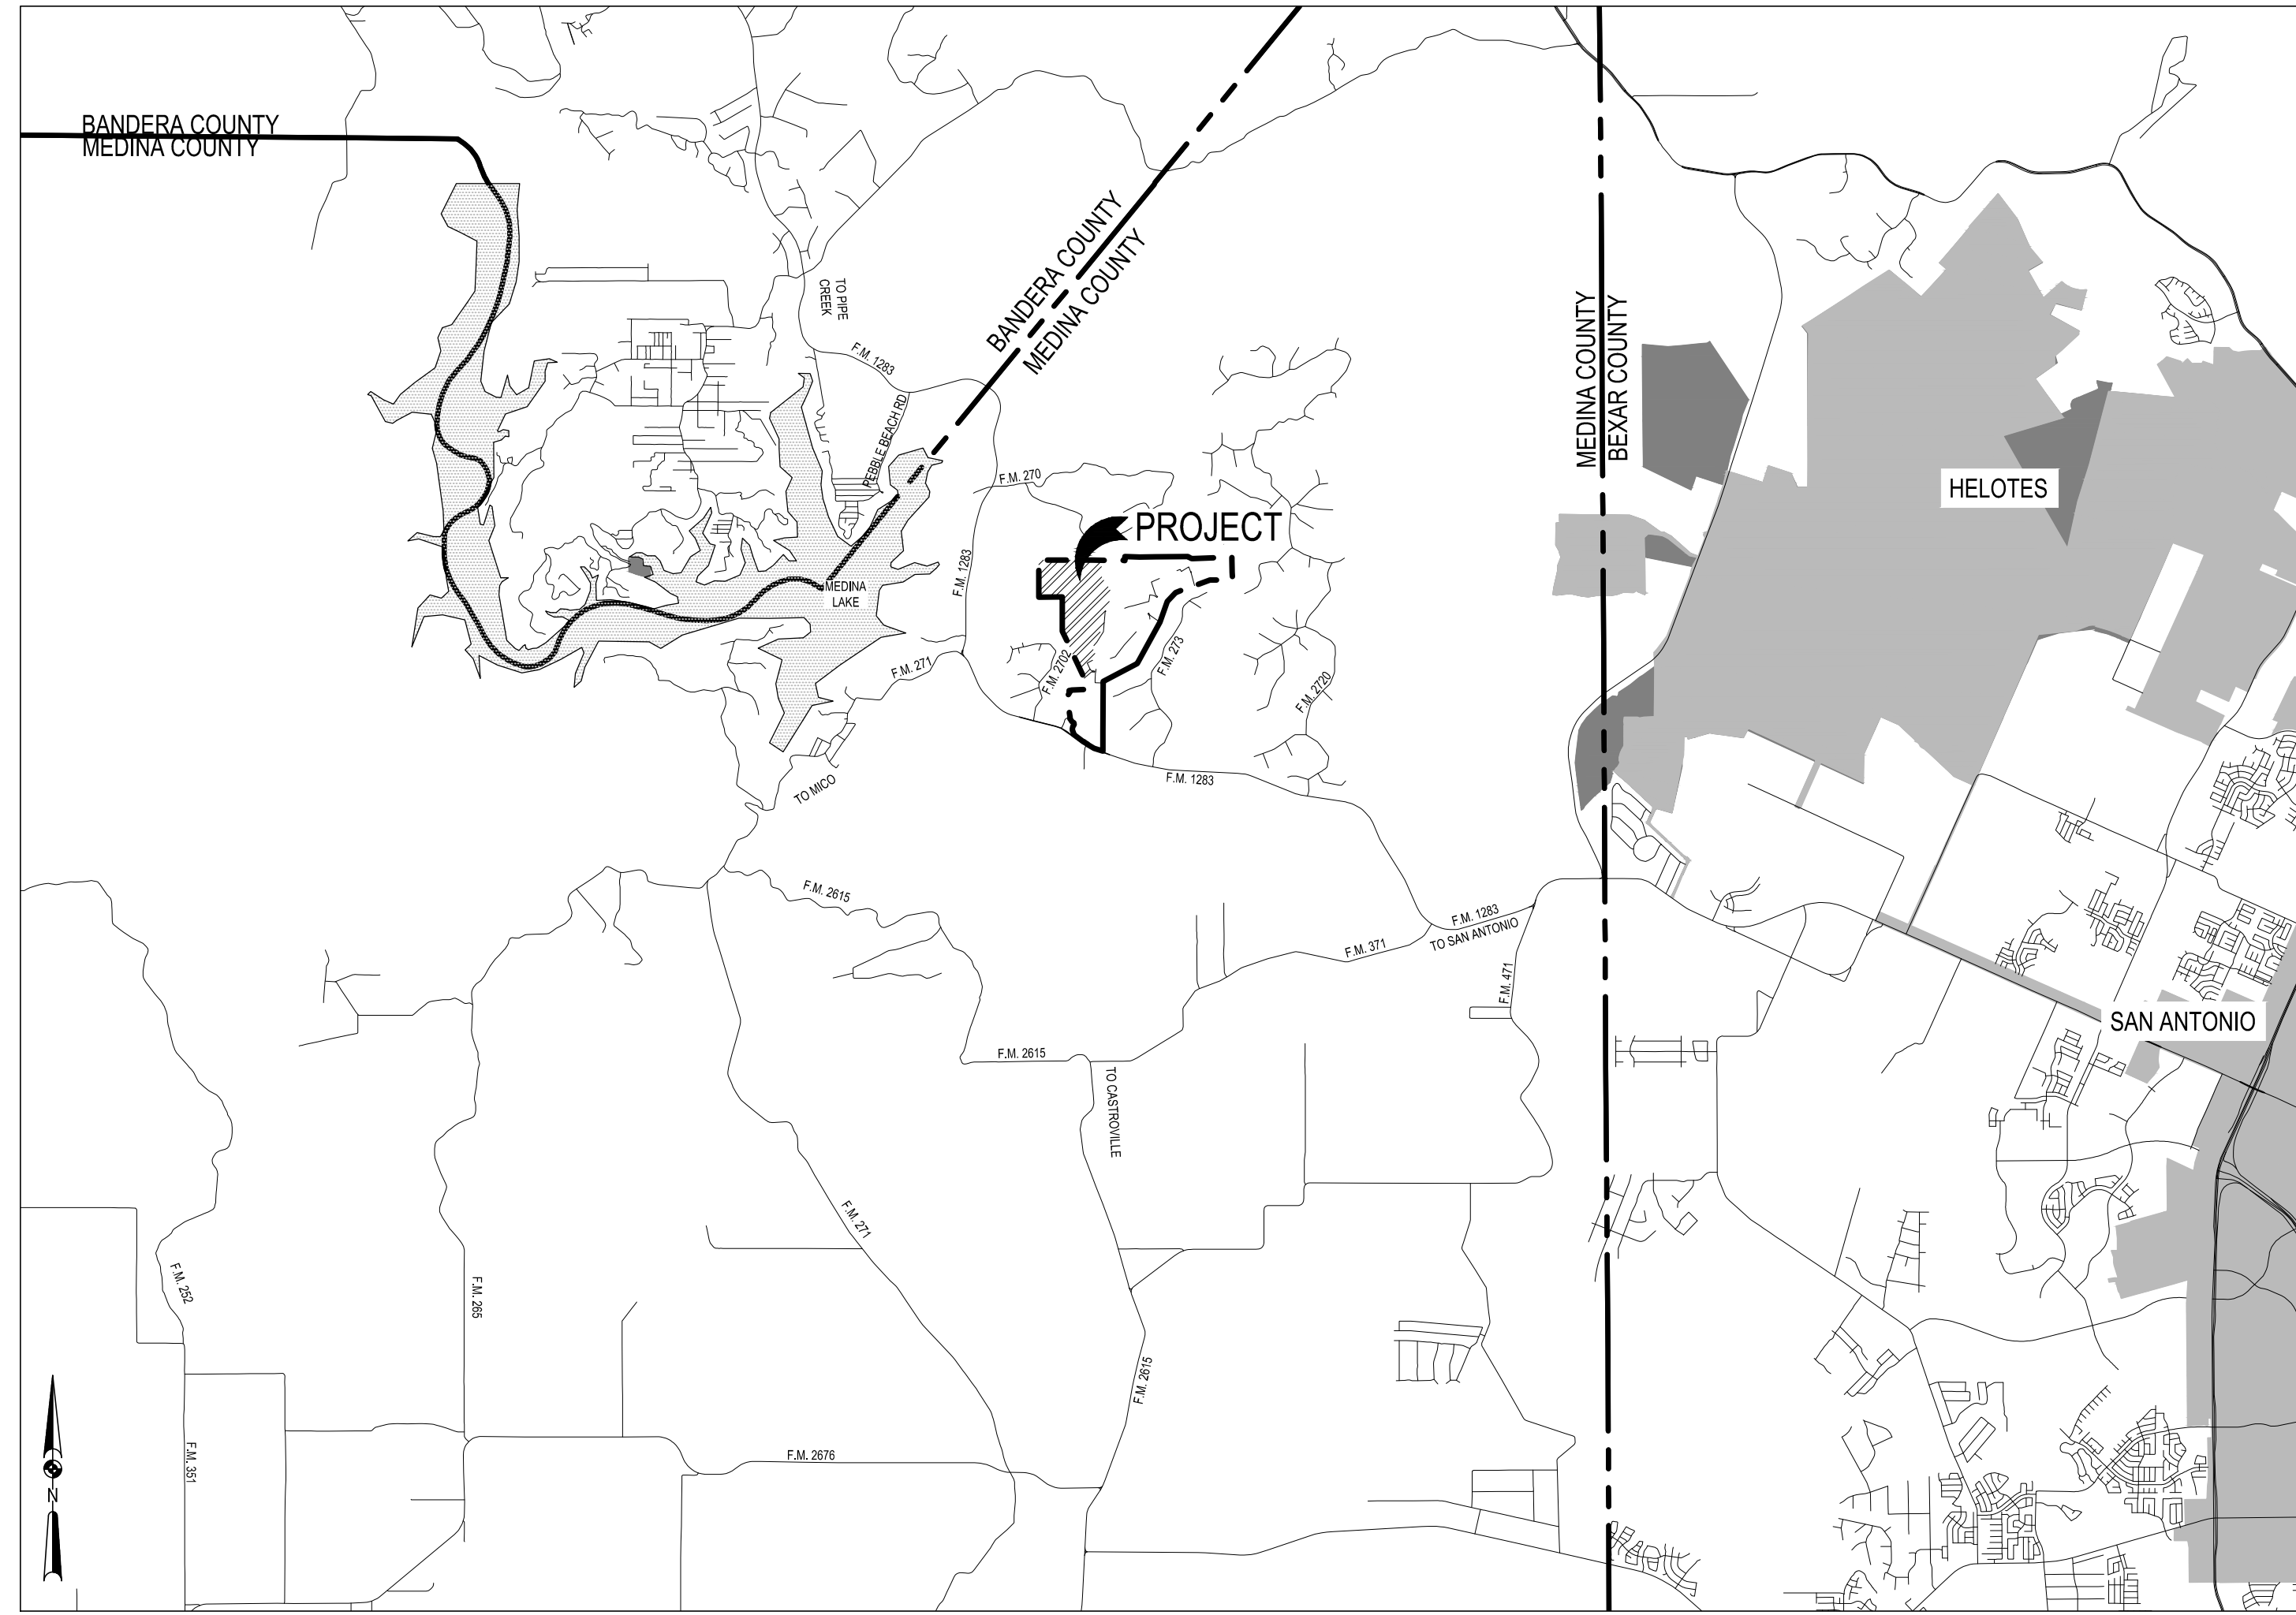 BANDERA COUNTY
MEDINA COUNTY
BANDERA COUNTY
MEDINA COUNTY
MEDINA COUNTY
BEXAR COUNTY
TO PIPE
CREEK
F.M. 1283
PEBBLE BEACH RD
F.M. 270
HELOTES
PROJECT
F.M. 1283
MEDINA
LAKE
F.M. 271
F.M. 2702
F.M. 273
F.M. 2720
TO MICO
F.M. 1283
F.M. 2615
F.M. 1283
TO SAN ANTONIO
F.M. 371
F.M. 471
SAN ANTONIO
F.M. 2615
TO CASTROVILLE
F.M. 271
F.M. 252
F.M. 265
F.M. 2615
F.M. 2676
F.M. 351
N